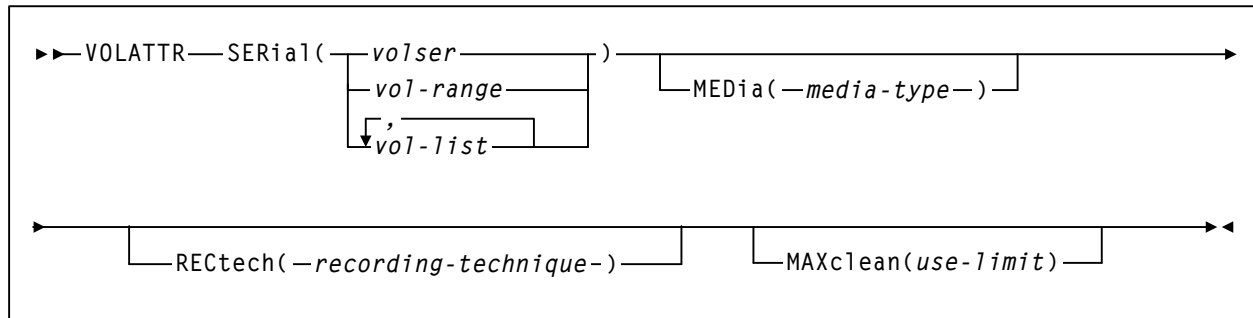 VOLATTR SERial( volser )
vol-range MEDia( media-type )
,
vol-list
RECtech( recording-technique ) MAXclean(use-limit)